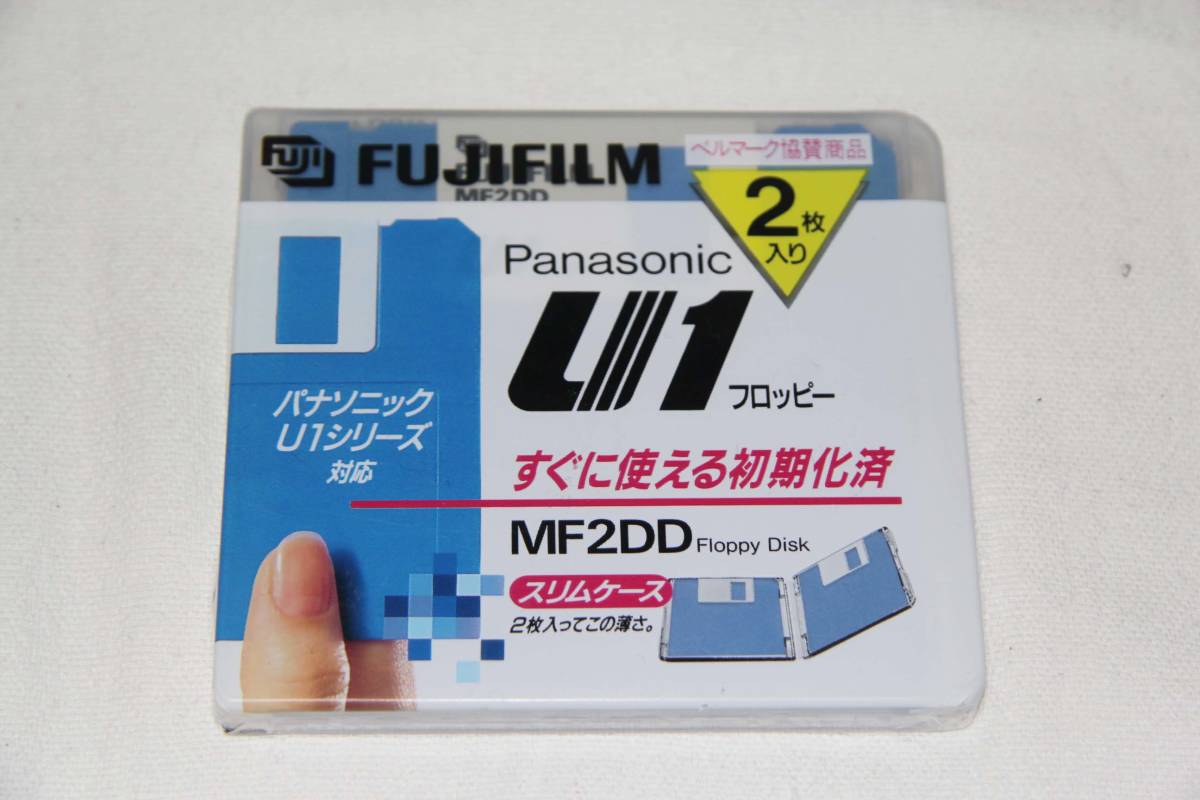 FUJI FUJIFILM
MF2DD
ベルマーク協賛商品
2枚
入り
Panasonic
U1 フロッピー
パナソニック
U1シリーズ
対応
すぐに使える初期化済
MF2DD Floppy Disk
スリムケース
2枚入ってこの薄さ。